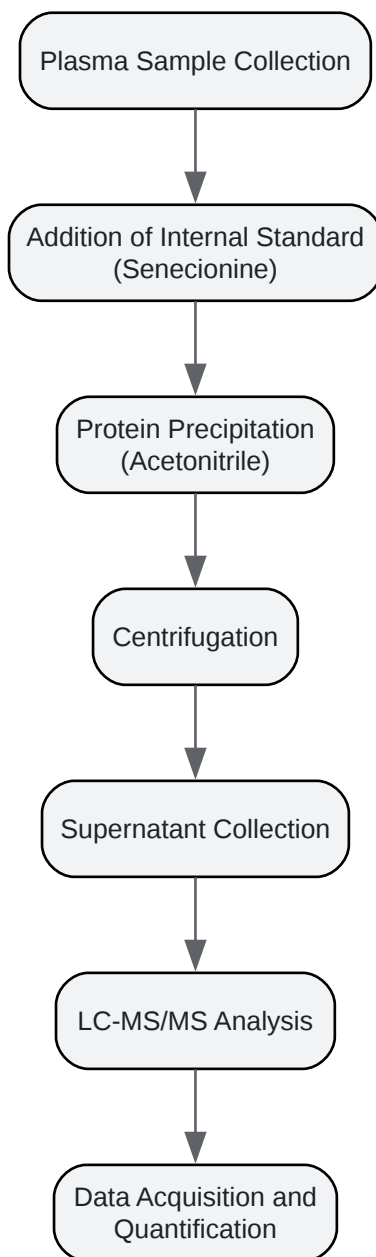 Plasma Sample Collection
Addition of Internal Standard
(Senecionine)
Protein Precipitation
(Acetonitrile)
Centrifugation
Supernatant Collection
LC-MS/MS Analysis
Data Acquisition and
Quantification